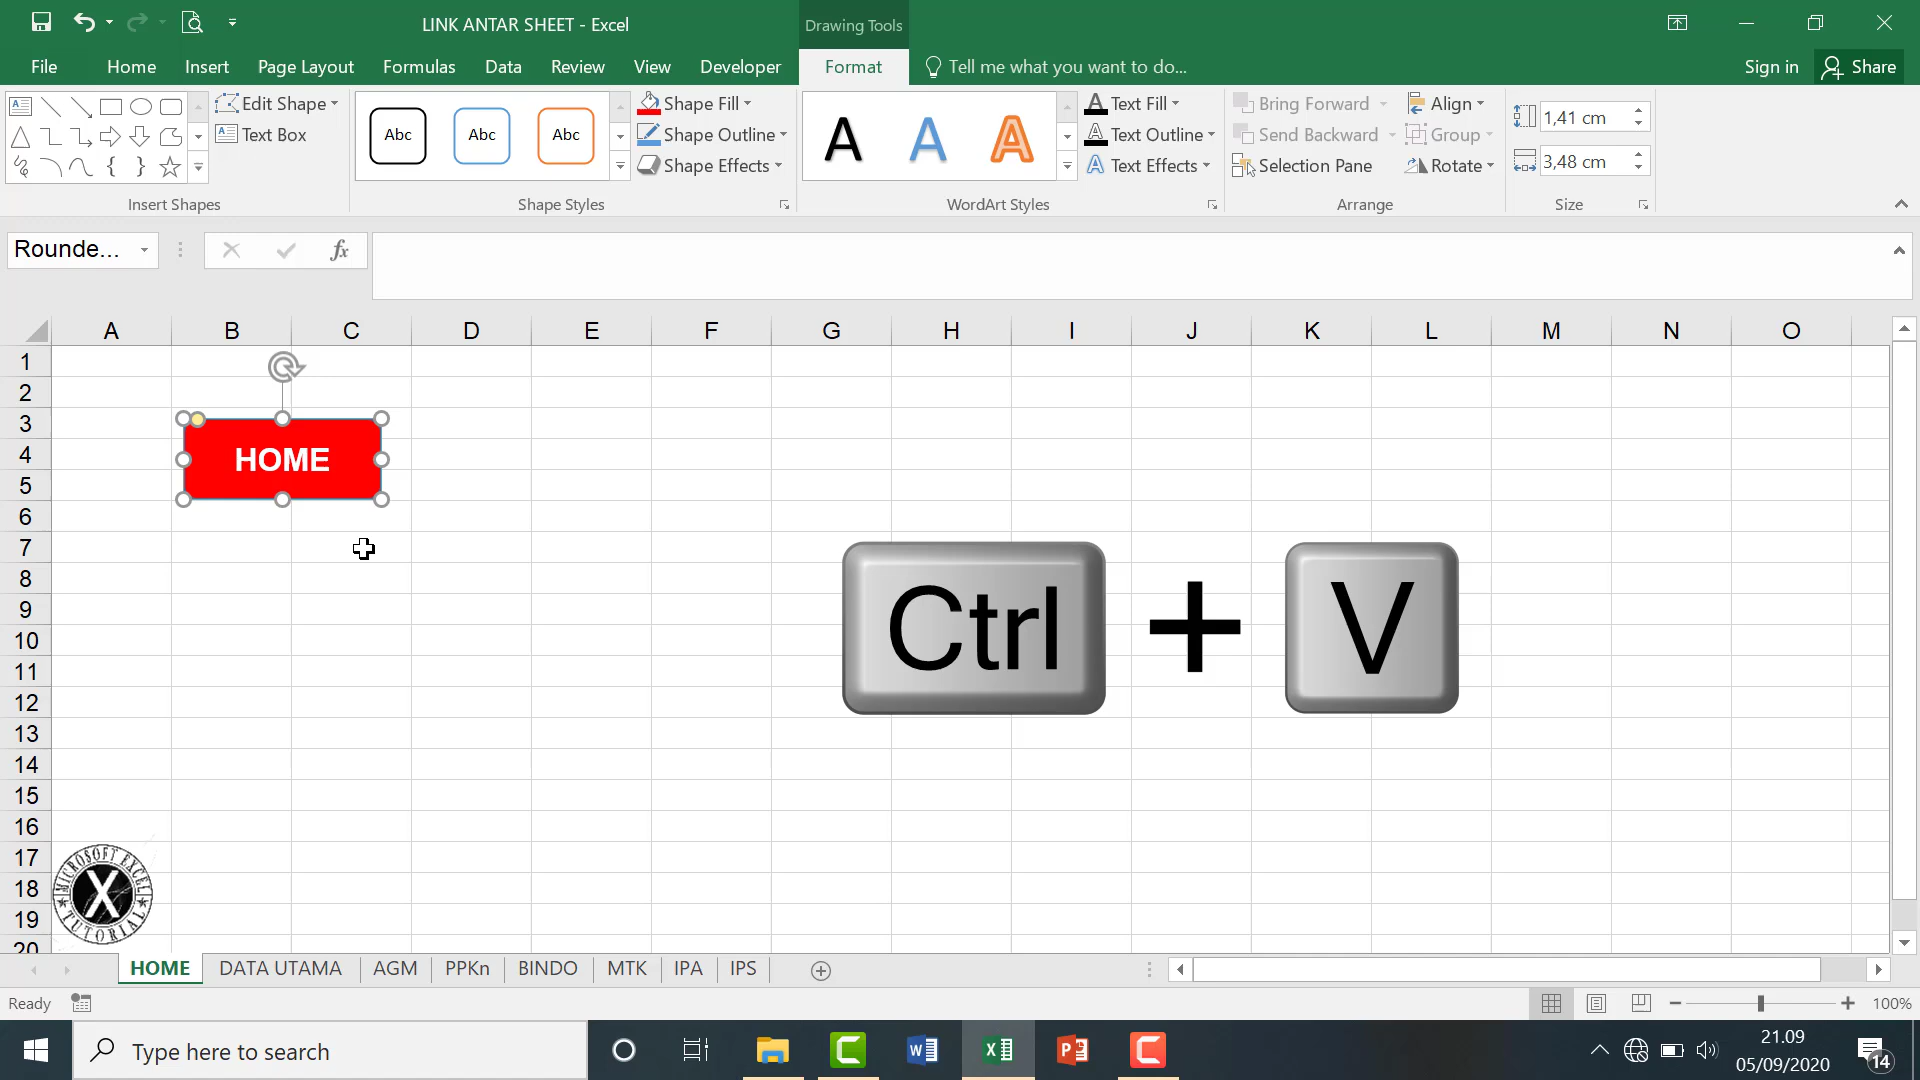 LINK ANTAR SHEET - Excel
Drawing Tools
File Home Insert Page Layout Formulas Data Review View Developer Format Tell me what you want to do... Sign in Share
Edit Shape
Text Box
Insert Shapes
Abc Abc Abc
Shape Fill
Shape Outline
Shape Effects
Shape Styles
A A A
Text Fill
Text Outline
Text Effects
WordArt Styles
Bring Forward
Send Backward
Selection Pane
Align
Group
Rotate
Arrange
1,41 cm
3,48 cm
Size
Rounde...
fx
A B C D E F G H I J K L M N O
1
2
3
4
5
6
7
8
9
10
11
12
13
14
15
16
17
18
19
20
HOME
Ctrl + V
MICROSOFT EXCEL
X
TUTORIAL
HOME DATA UTAMA AGM PPKn BINDO MTK IPA IPS
Ready
100%
Type here to search
21.09
05/09/2020
14